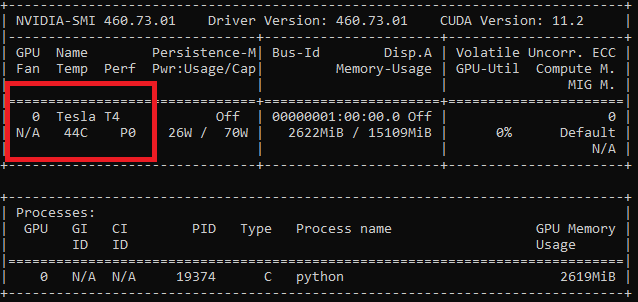 NVIDIA-SMI 460.73.01 Driver Version: 460.73.01 CUDA Version: 11.2
GPU Name Persistence-M| Bus-Id Disp.A | Volatile Uncorr. ECC
Fan Temp Perf Pwr:Usage/Cap| Memory-Usage | GPU-Util Compute M.
MIG M.
0 Tesla T4 Off | 00000001:00:00.0 Off | 0
N/A 44C P0 26W / 70W | 2622MiB / 15109MiB | 0% Default
N/A
Processes:
GPU GI CI PID Type Process name GPU Memory
ID ID Usage
0 N/A N/A 19374 C python 2619MiB